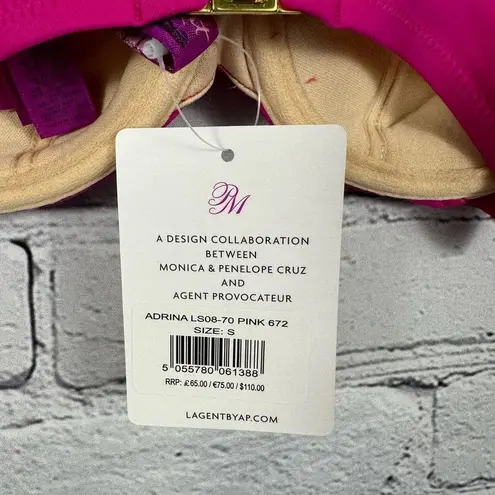 PM
A DESIGN COLLABORATION
BETWEEN
MONICA & PENELOPE CRUZ
AND
AGENT PROVOCATEUR
ADRINA LS08-70 PINK 672
SIZE: S
5 055780 061388
RRP: £65.00 / €75.00 / $110.00
LAGENTBYAP.COM